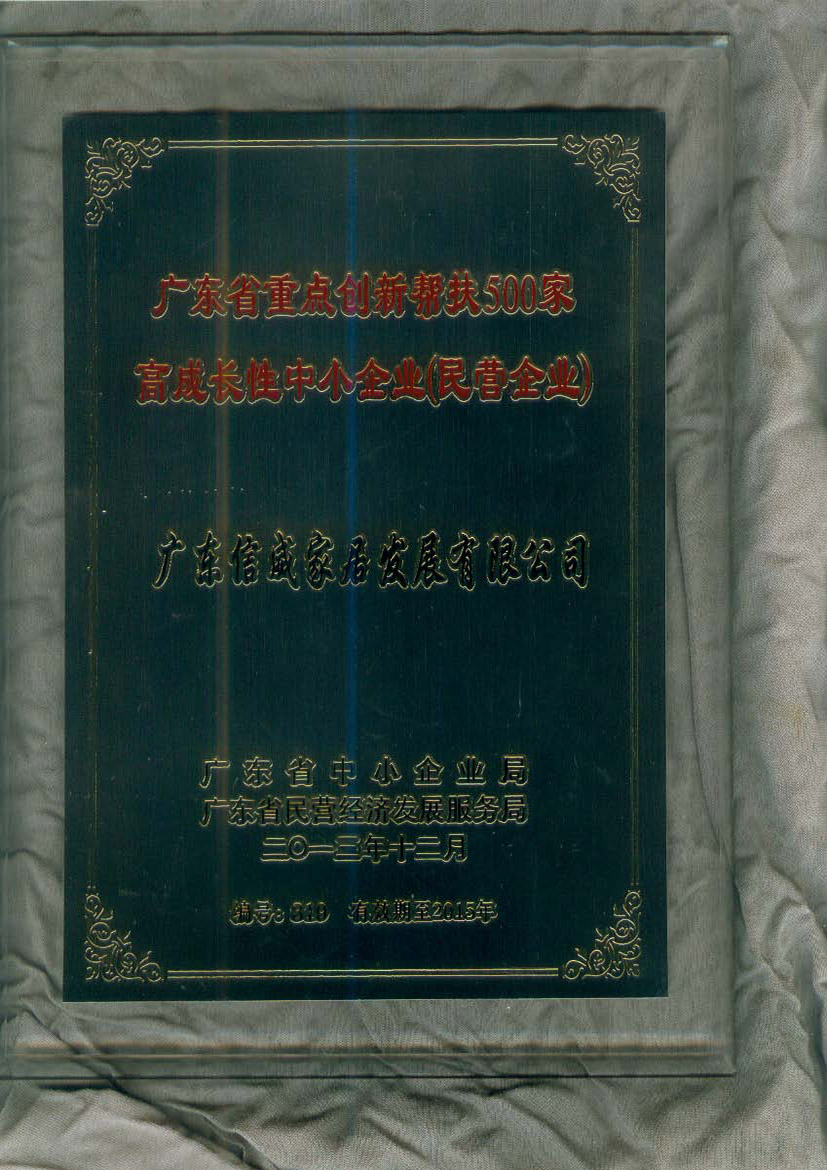 广东省重点创新帮扶500家
高成长性中小企业(民营企业)
广东信威家居发展有限公司
广东省中小企业局
广东省民营经济发展服务局
二〇一三年十二月
编号: 319 有效期至2015年